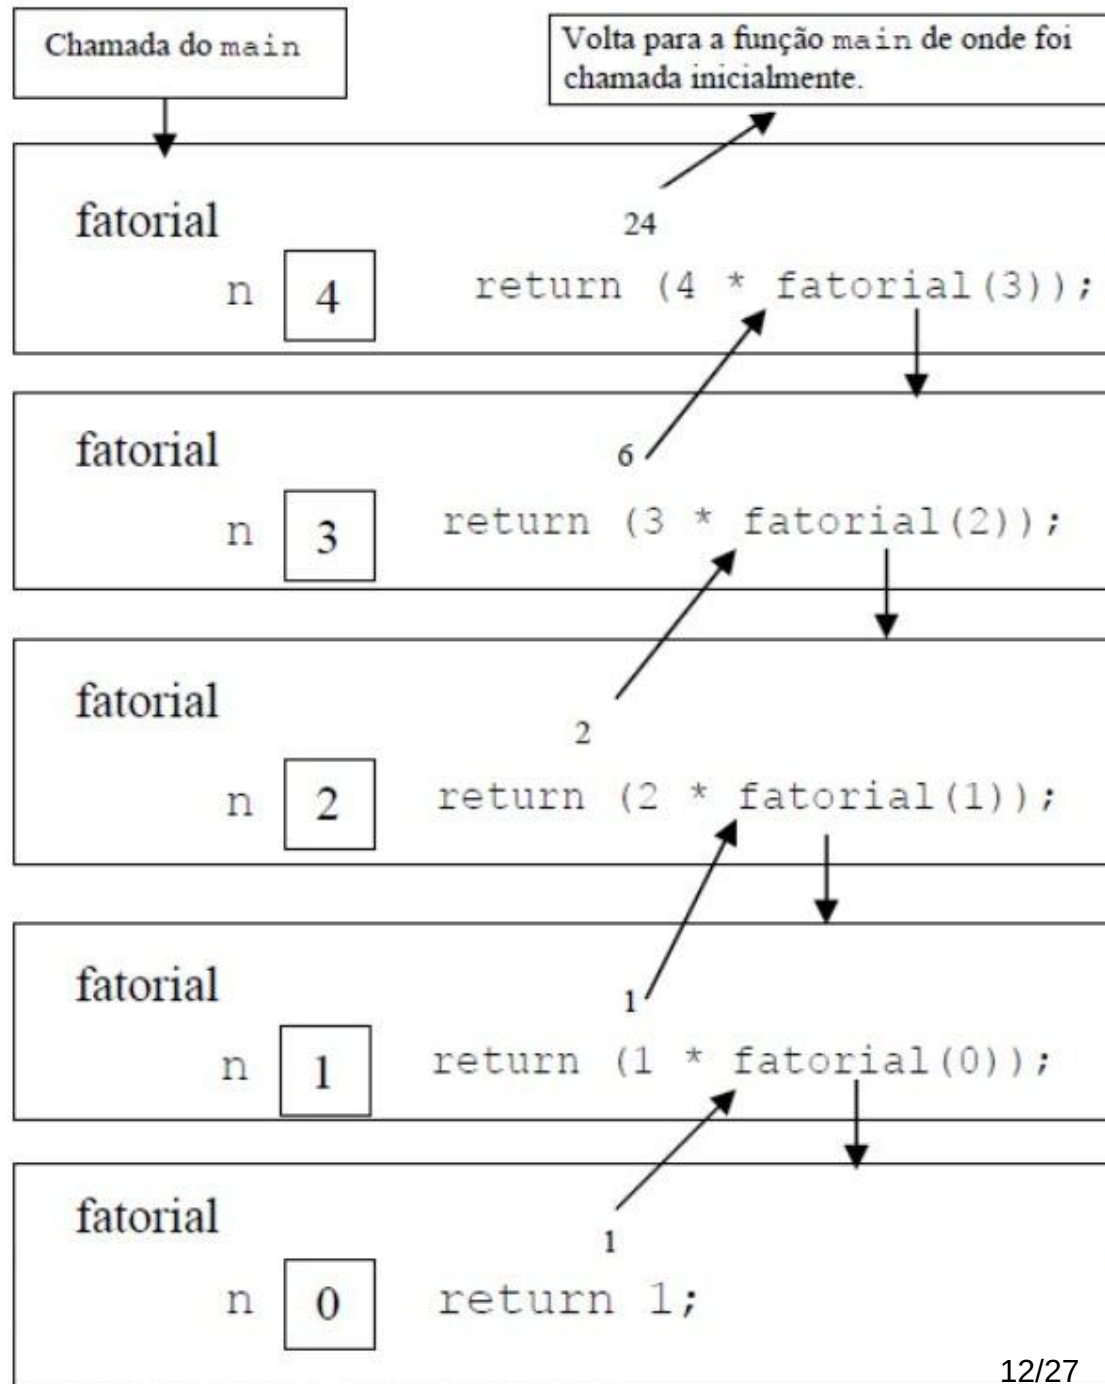 Chamada do main
Volta para a função main de onde foi
chamada inicialmente.
fatorial
24
n 4 return (4 * fatorial(3));
fatorial
6
n 3 return (3 * fatorial(2));
fatorial
2
n 2 return (2 * fatorial(1));
fatorial
1
n 1 return (1 * fatorial(0));
fatorial
1
n 0 return 1;
12/27